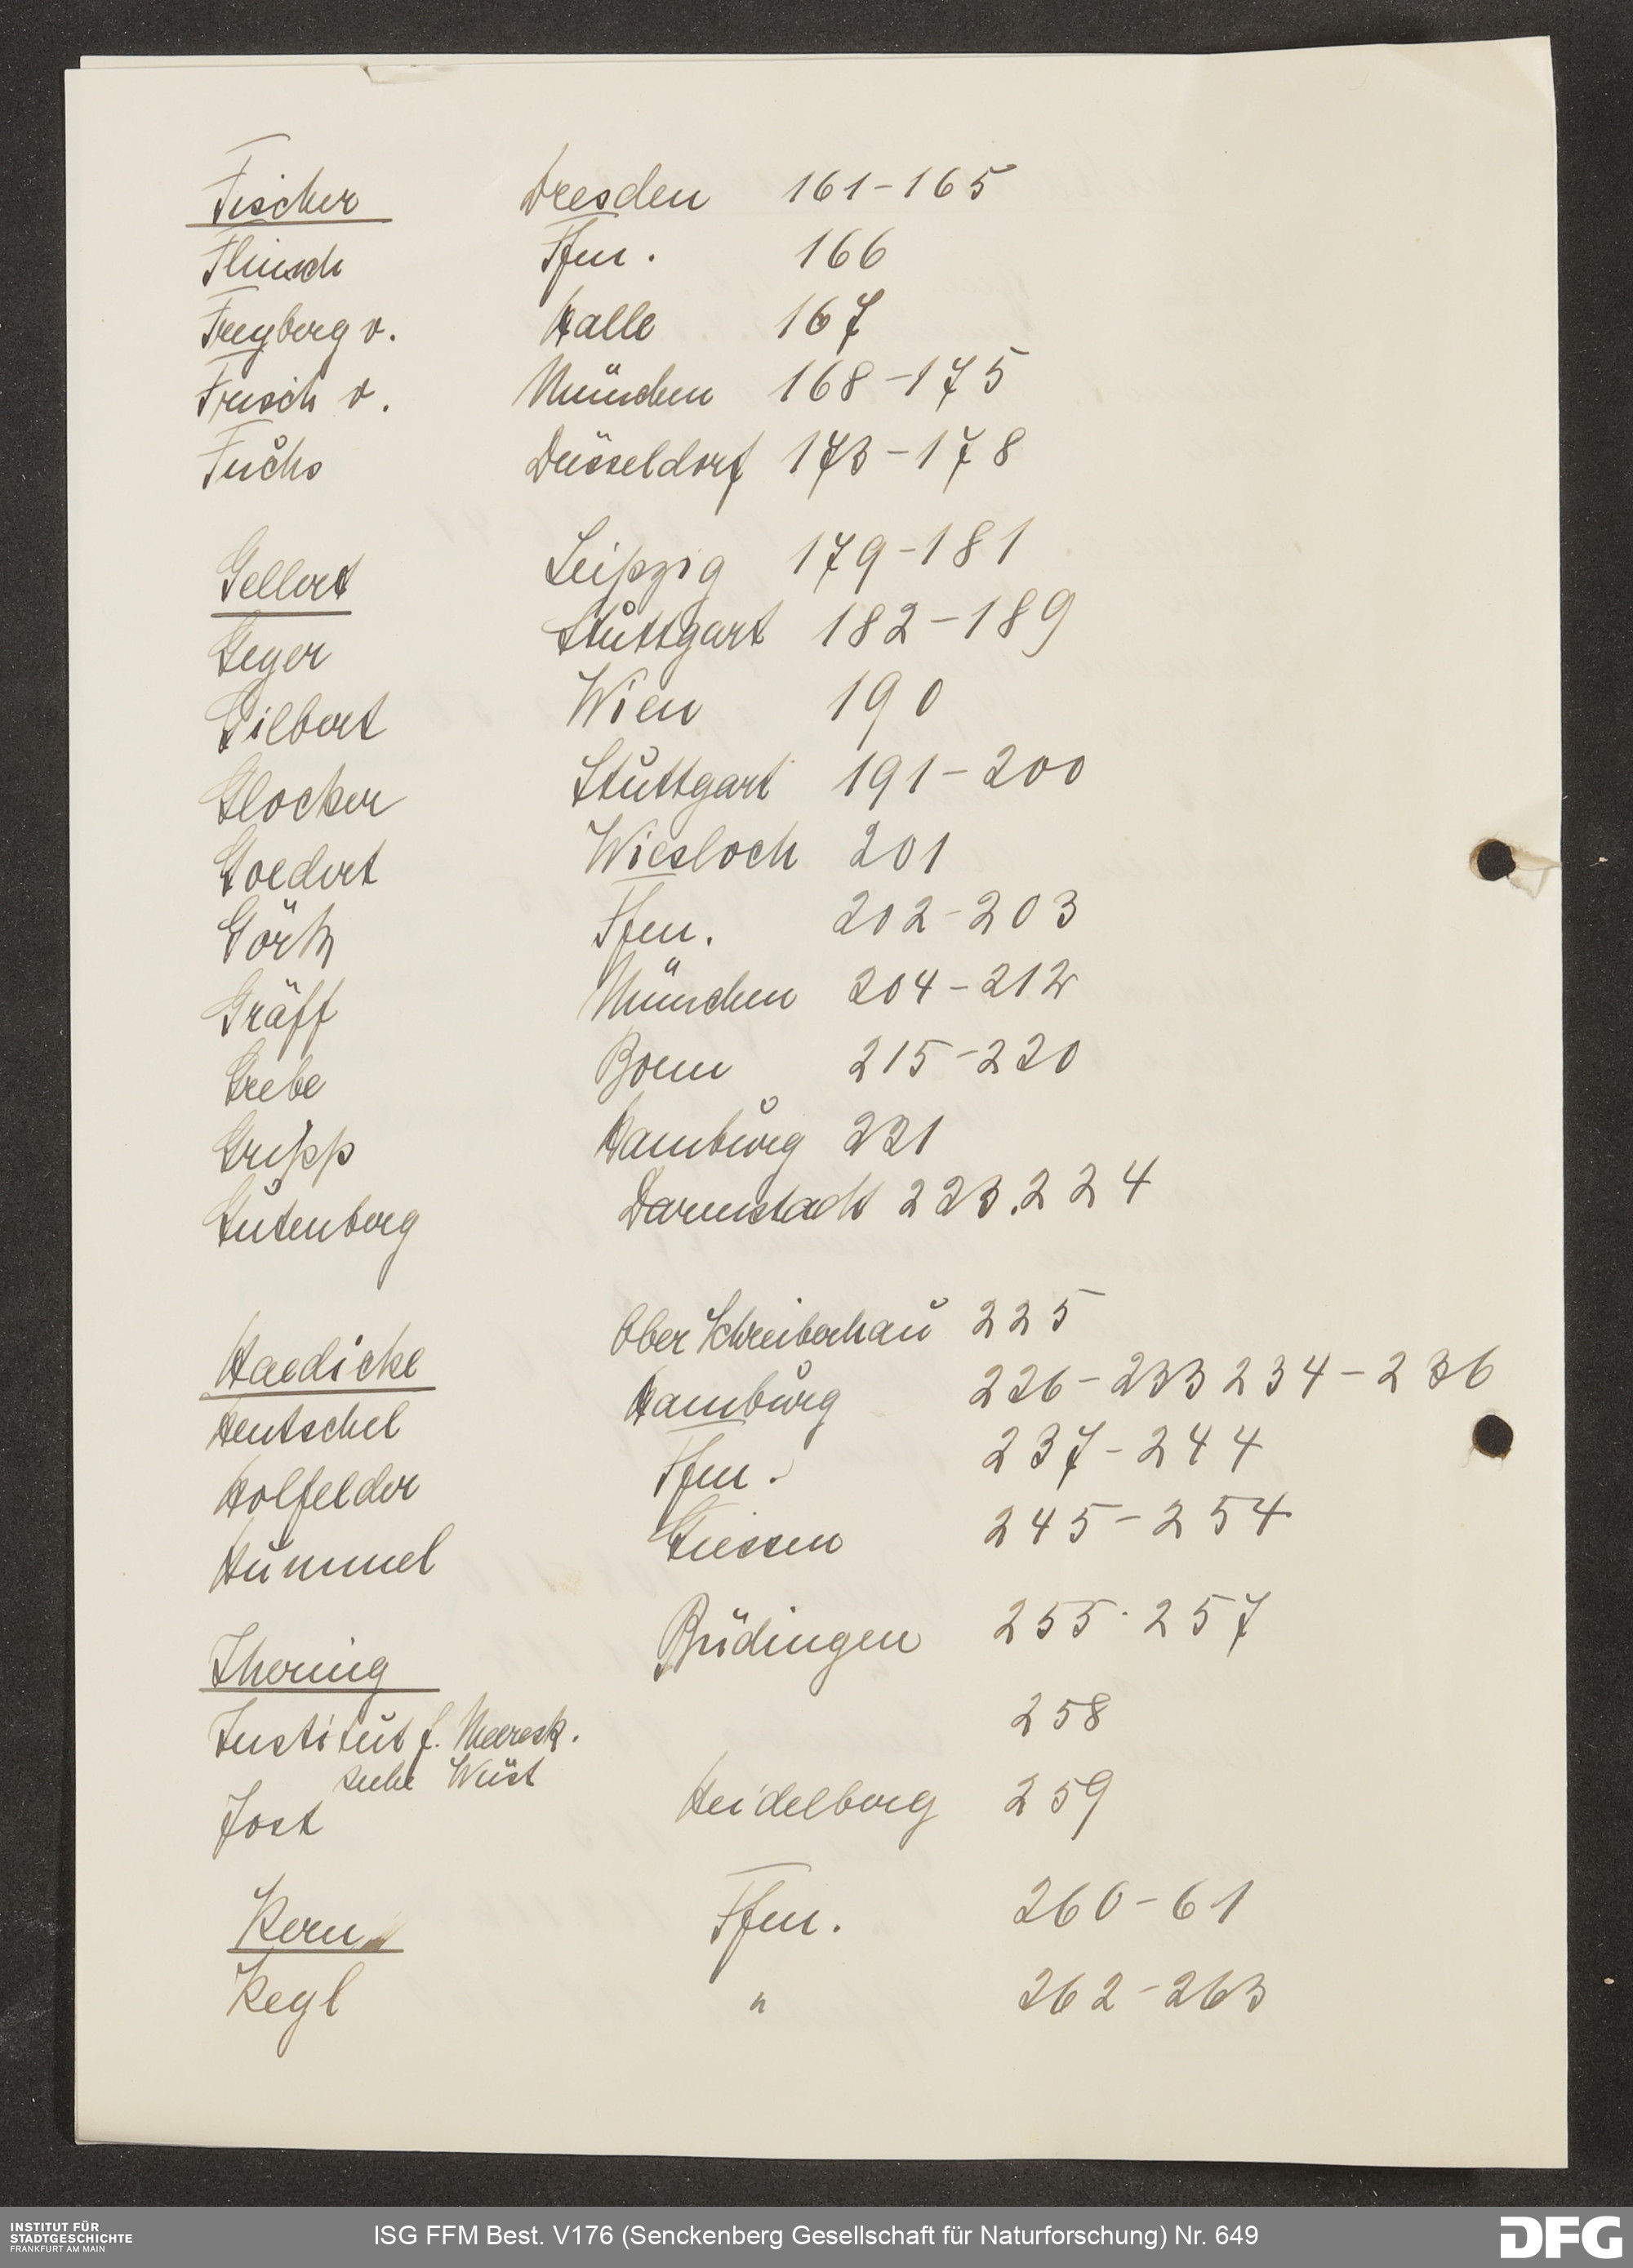 Fischer Dresden 161-165
Flinsch Ffm. 166
Freyberg v. Halle 167
Frisch v. München 168-175
Fuchs Düsseldorf 173-178
Gellert Leipzig 179-181
Geyer Stuttgart 182-189
Gilbert Wien 190
Glocker Stuttgart 191-200
Goedert Wiesloch 201
Görtz Ffm. 202-203
Gräff München 204-212
Grebe Bonn 215-220
Gripp Hamburg 221
Gutenberg Darmstadt 223.224
Haedicke Ober Schreiberhau 225
Hentschel Hamburg 226-233 234-236
Holfelder Ffm. 237-244
Hummel Giessen 245-254
Ihering Büdingen 255-257
Institut f. Meeresk. 258
siehe Wüst
Jost Heidelberg 259
Kern Ffm. 260-61
Kegl " 262-263
INSTITUT FÜR
STADTGESCHICHTE
FRANKFURT AM MAIN
ISG FFM Best. V176 (Senckenberg Gesellschaft für Naturforschung) Nr. 649
DFG